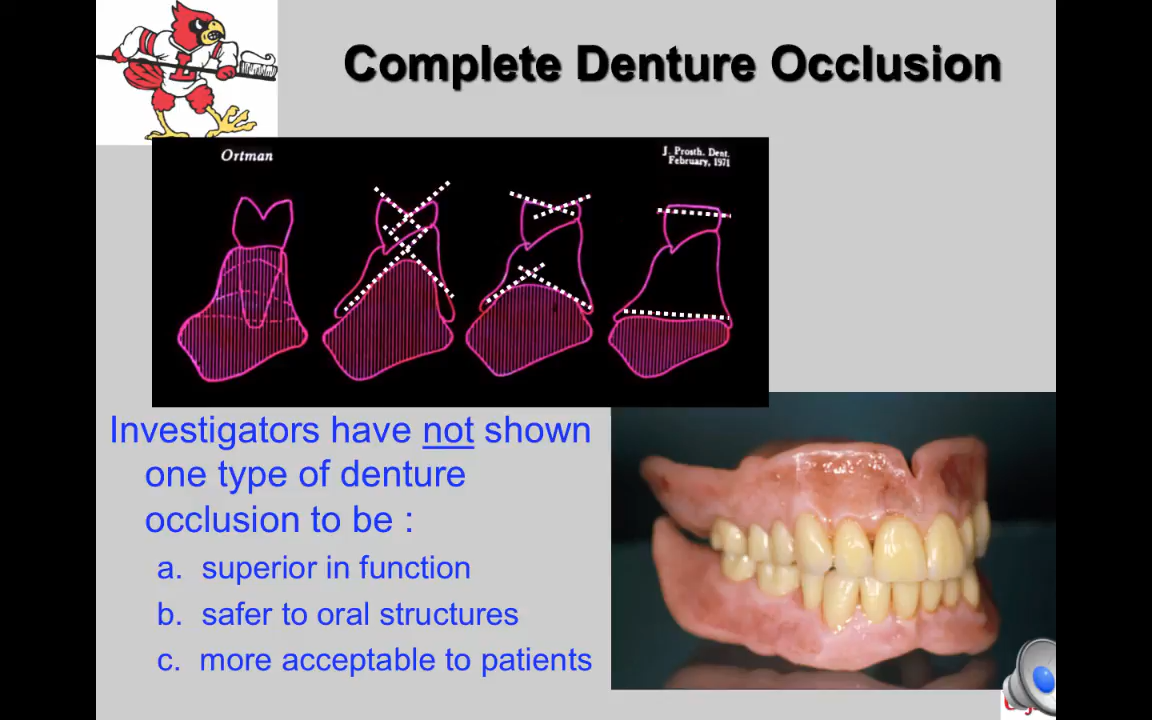 Complete Denture Occlusion
Ortman
J. Prosth. Dent.
February, 1971
Investigators have not shown
one type of denture
occlusion to be :
a. superior in function
b. safer to oral structures
c. more acceptable to patients